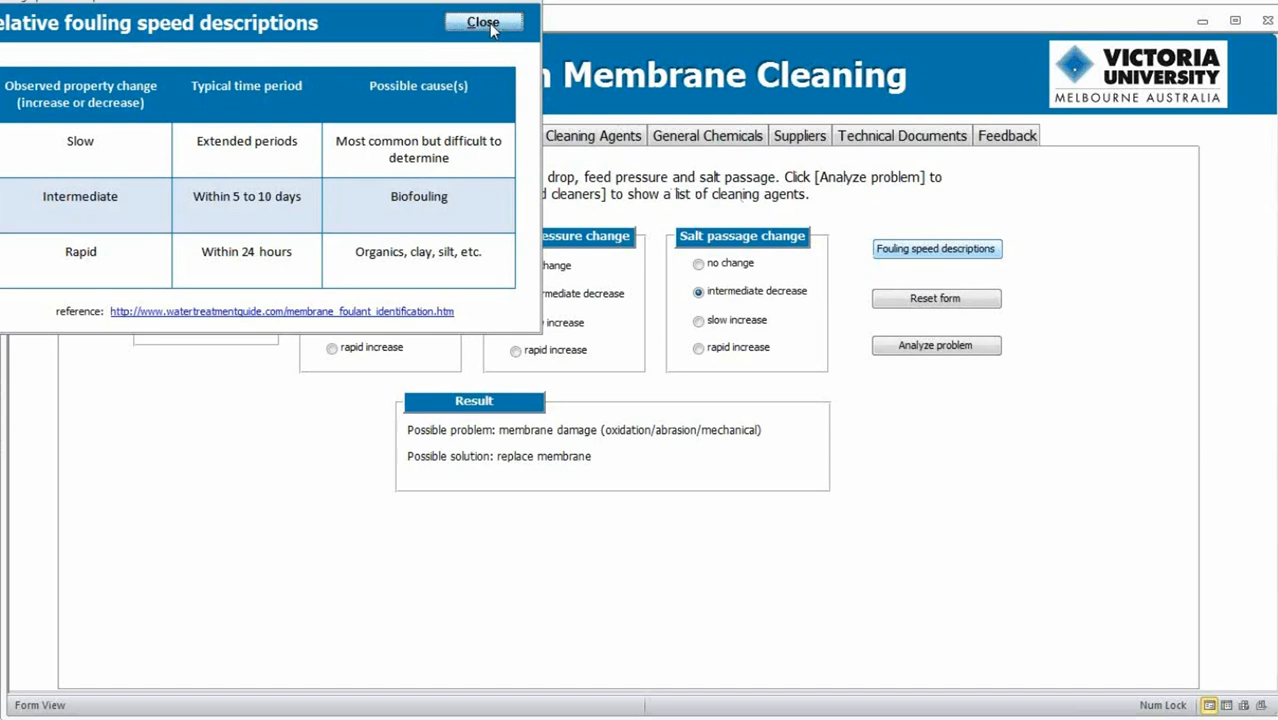 elative fouling speed descriptions
Close
Observed property change
(increase or decrease)
Typical time period
Possible cause(s)
Slow
Extended periods
Most common but difficult to
determine
Intermediate
Within 5 to 10 days
Biofouling
Rapid
Within 24 hours
Organics, clay, silt, etc.
reference: http://www.watertreatmentguide.com/membrane_foulant_identification.htm
n Membrane Cleaning
VICTORIA
UNIVERSITY
MELBOURNE AUSTRALIA
Cleaning Agents
General Chemicals
Suppliers
Technical Documents
Feedback
drop, feed pressure and salt passage. Click [Analyze problem] to
d cleaners] to show a list of cleaning agents.
essure change
Salt passage change
hange
no change
mediate decrease
intermediate decrease
increase
slow increase
rapid increase
rapid increase
rapid increase
Fouling speed descriptions
Reset form
Analyze problem
Result
Possible problem: membrane damage (oxidation/abrasion/mechanical)
Possible solution: replace membrane
Form View
Num Lock